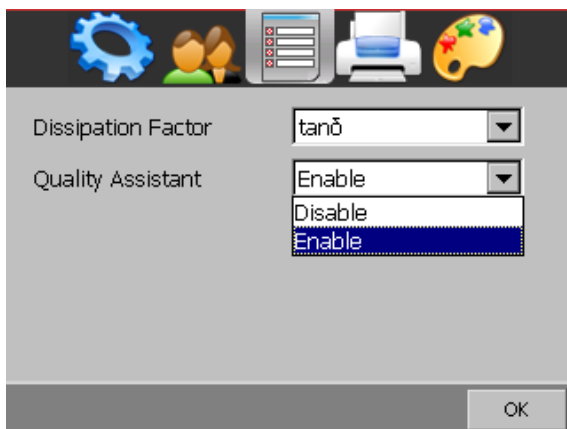 Dissipation Factor tanδ
Quality Assistant Enable
Disable
Enable
OK